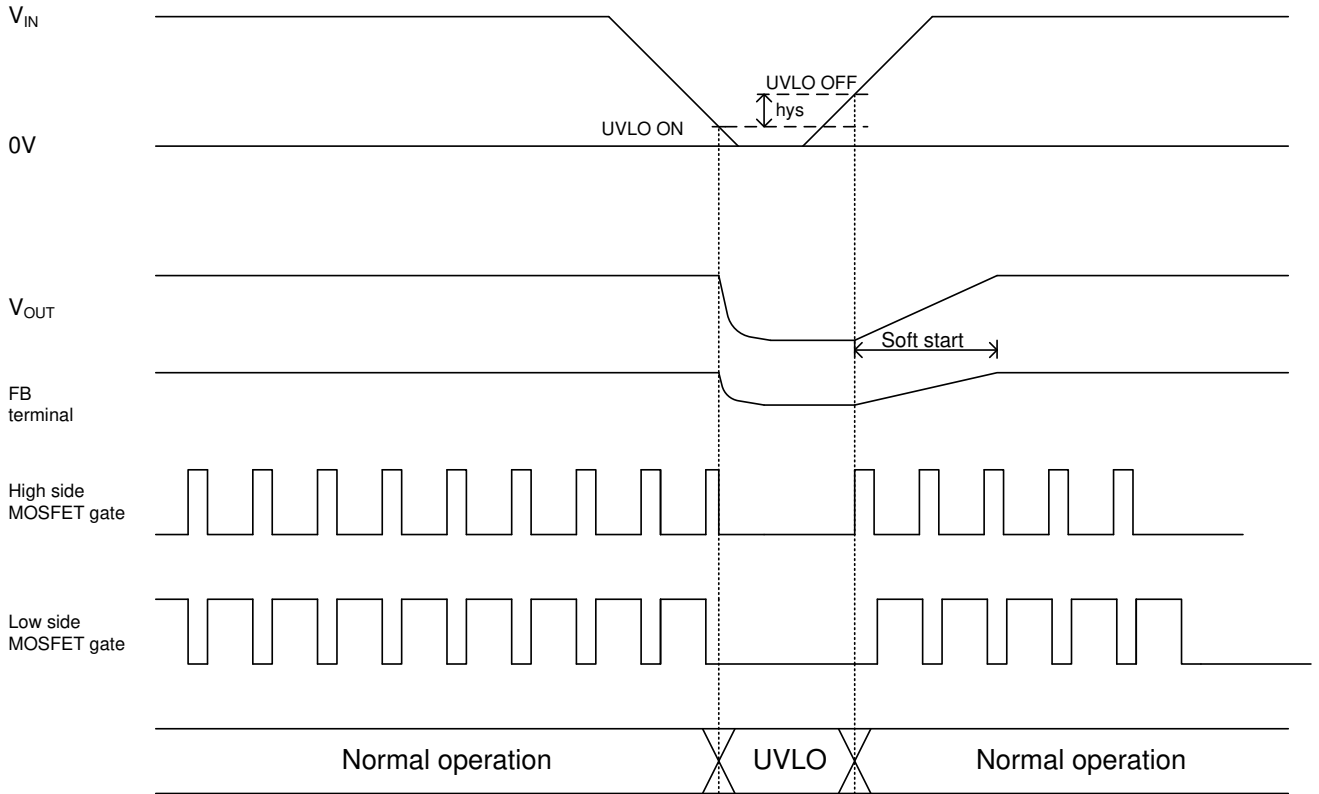 VIN
UVLO OFF
hys
UVLO ON
0V
VOUT
Soft start
FB
terminal
High side
MOSFET gate
Low side
MOSFET gate
Normal operation
UVLO
Normal operation